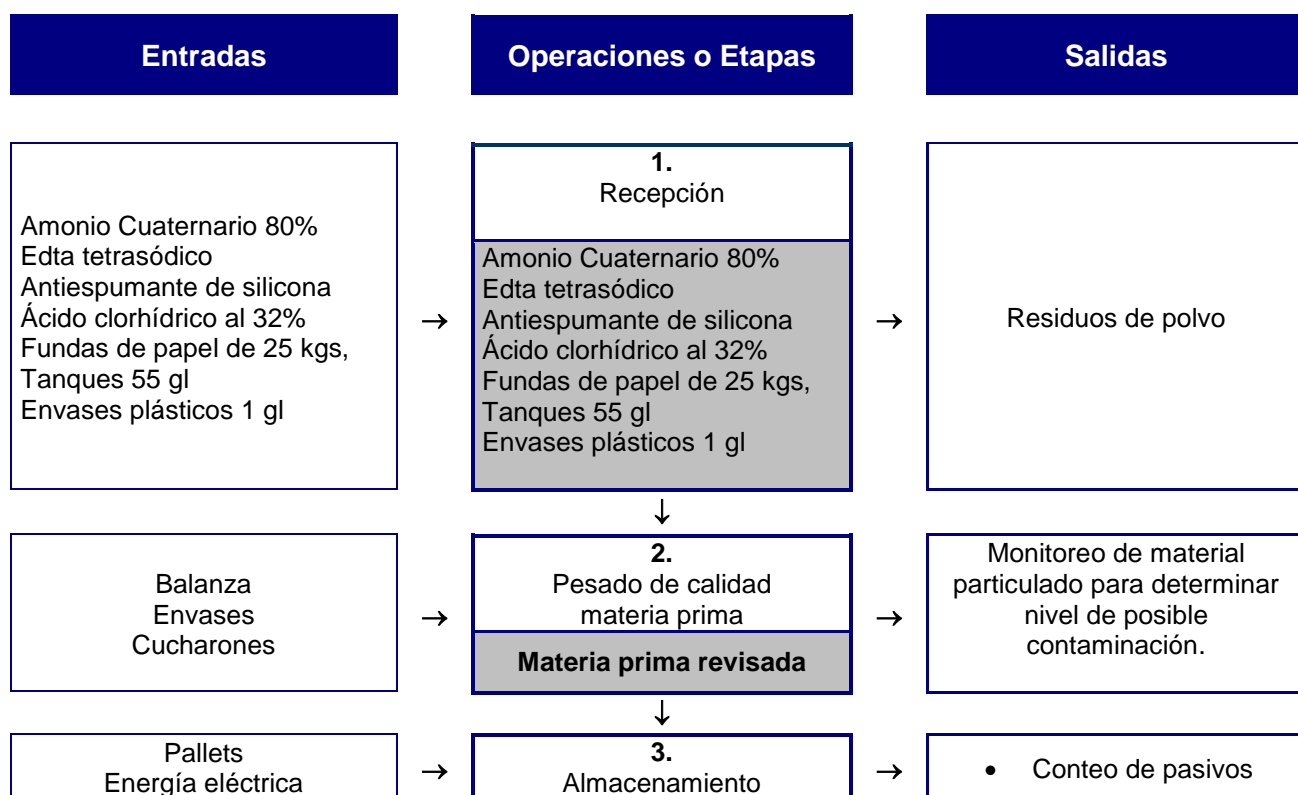 Entradas
Operaciones o Etapas
Salidas
Amonio Cuaternario 80%
Edta tetrasódico
Antiespumante de silicona
Ácido clorhídrico al 32%
Fundas de papel de 25 kgs,
Tanques 55 gl
Envases plásticos 1 gl
→
1.
Recepción
Amonio Cuaternario 80%
Edta tetrasódico
Antiespumante de silicona
Ácido clorhídrico al 32%
Fundas de papel de 25 kgs,
Tanques 55 gl
Envases plásticos 1 gl
→
Residuos de polvo
↓
Balanza
Envases
Cucharones
→
2.
Pesado de calidad
materia prima
Materia prima revisada
→
Monitoreo de material
particulado para determinar
nivel de posible
contaminación.
↓
Pallets
Energía eléctrica
→
3.
Almacenamiento
→
• Conteo de pasivos